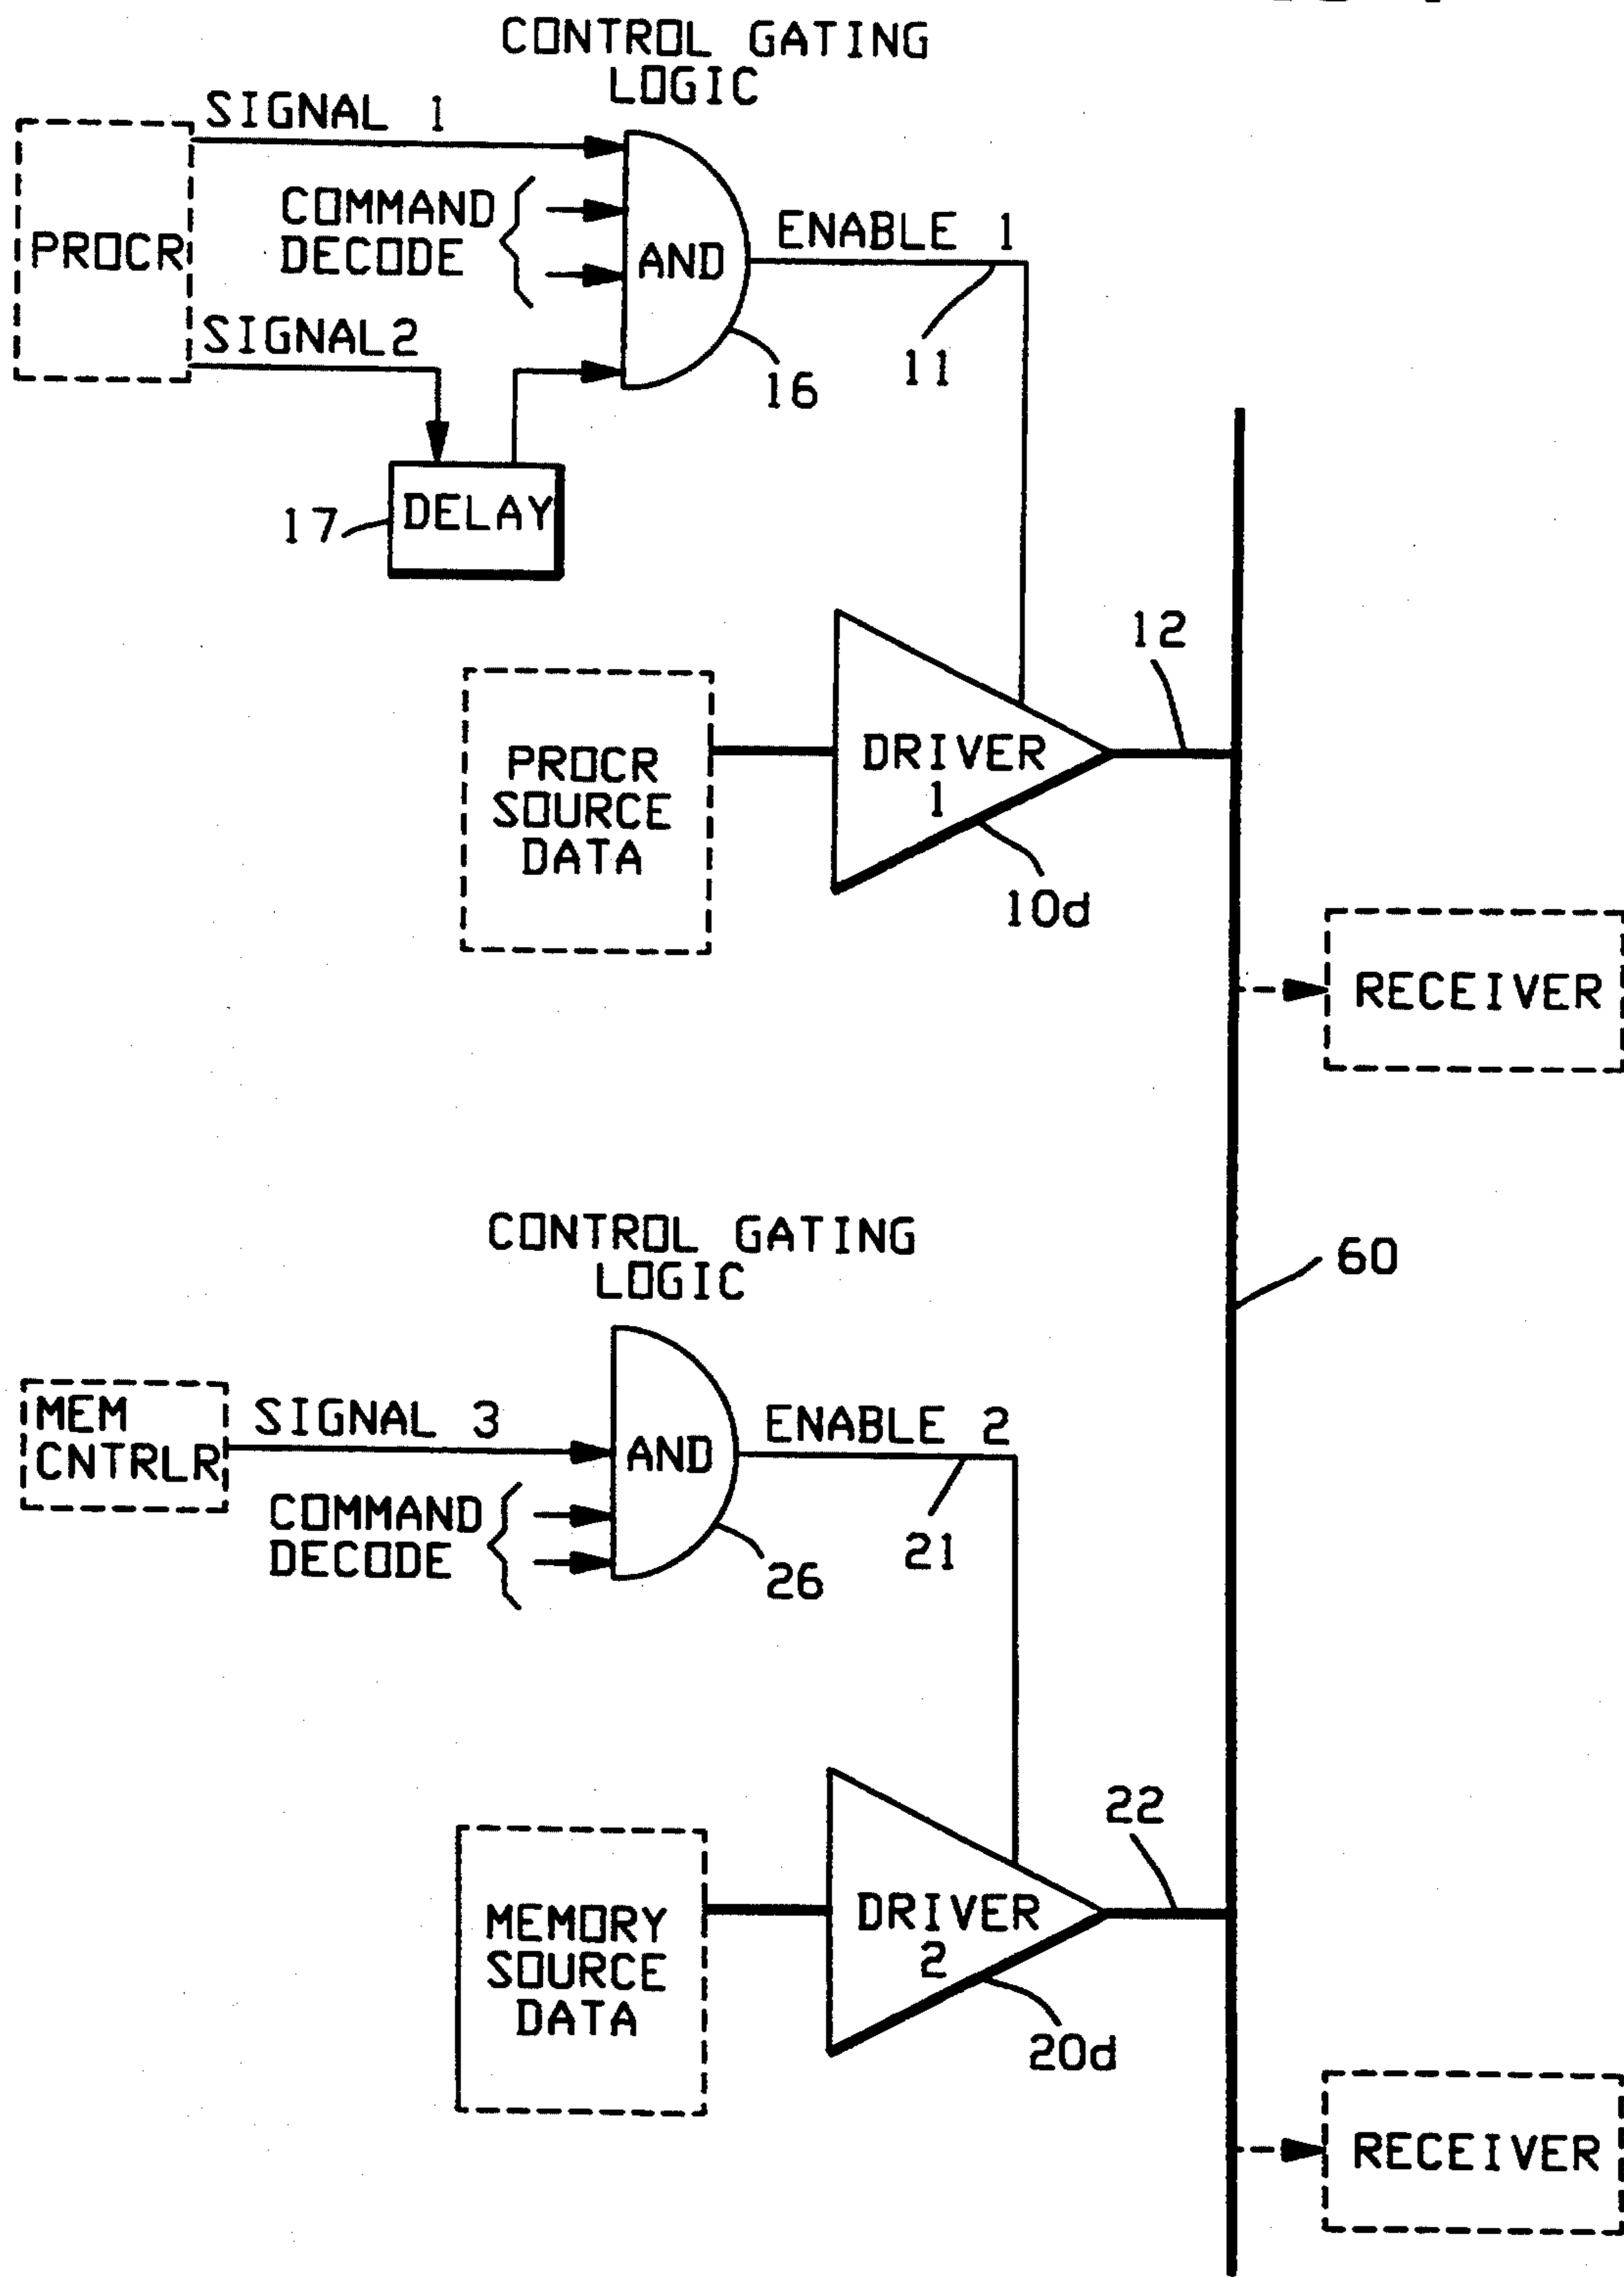 CONTROL GATING
LOGIC
SIGNAL 1
PROCR
COMMAND
DECODE
AND
ENABLE 1
11
16
SIGNAL2
DELAY
17
12
PROCR
SOURCE
DATA
DRIVER
1
10d
RECEIVER
60
CONTROL GATING
LOGIC
MEM
CNTRLR
SIGNAL 3
AND
ENABLE 2
COMMAND
DECODE
21
26
22
MEMORY
SOURCE
DATA
DRIVER
2
20d
RECEIVER